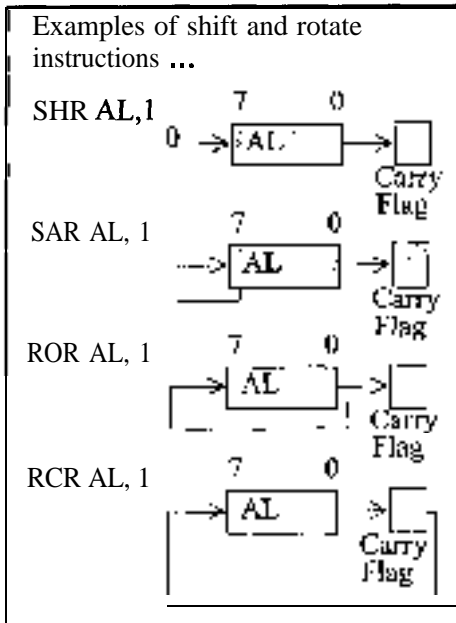 Examples of shift and rotate
instructions ...
SHR AL,1
7 0
0 AL
Carry
Flag
SAR AL, 1
7 0
AL
Carry
Flag
ROR AL, 1
7 0
AL
Carry
Flag
RCR AL, 1
7 0
AL
Carry
Flag